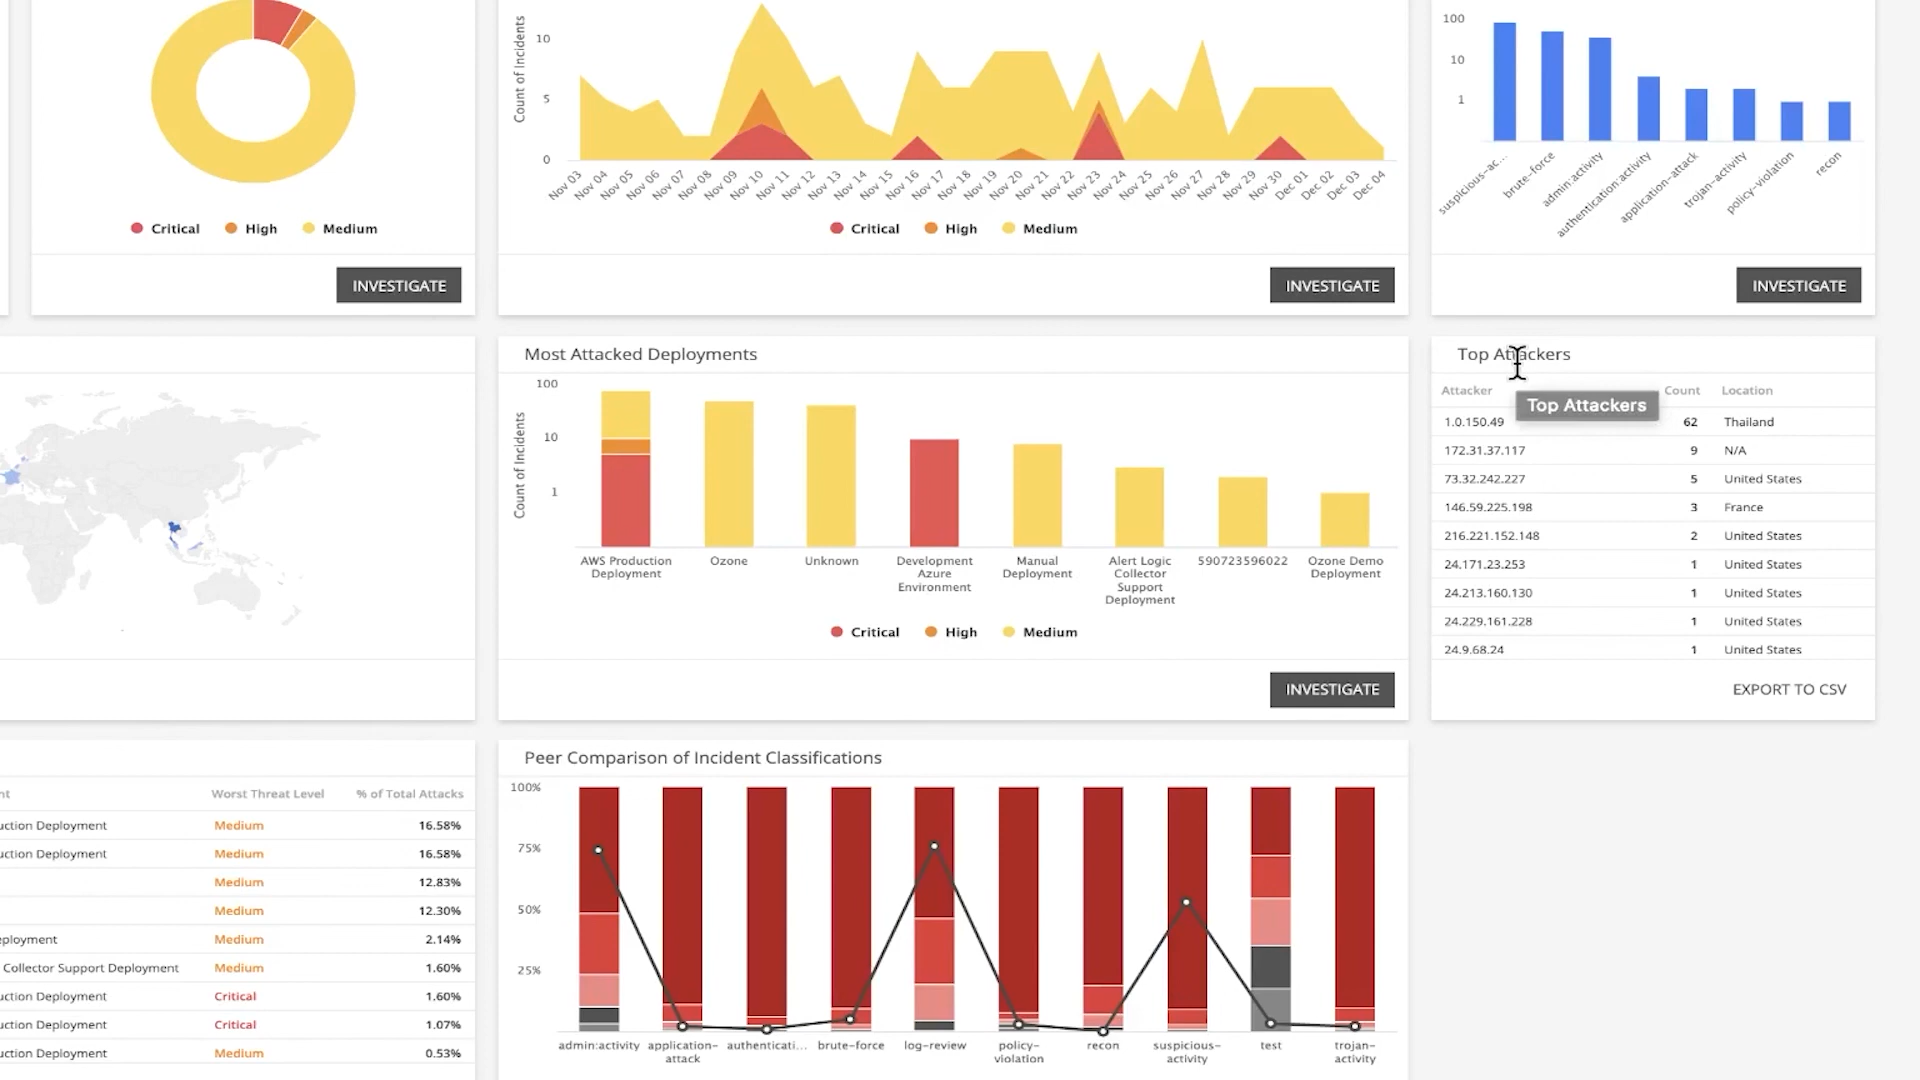 Critical High Medium
INVESTIGATE
Count of Incidents
10
5
0
Nov 03 Nov 04 Nov 05 Nov 06 Nov 07 Nov 08 Nov 09 Nov 10 Nov 11 Nov 12 Nov 13 Nov 14 Nov 15 Nov 16 Nov 17 Nov 18 Nov 19 Nov 20 Nov 21 Nov 22 Nov 23 Nov 24 Nov 25 Nov 26 Nov 27 Nov 28 Nov 29 Nov 30 Dec 01 Dec 02 Dec 03 Dec 04
Critical High Medium
INVESTIGATE
100
10
1
suspicious-ac... brute-force admin:activity authentication:activity application-attack trojan-activity policy-violation recon
INVESTIGATE
Most Attacked Deployments
Count of Incidents
100
10
1
AWS Production
Deployment
Ozone
Unknown
Development
Azure
Environment
Manual
Deployment
Alert Logic
Collector
Support
Deployment
590723596022
Ozone Demo
Deployment
Critical High Medium
INVESTIGATE
Top Attackers
Attacker Count Location
Top Attackers
1.0.150.49 62 Thailand
172.31.37.117 9 N/A
73.32.242.227 5 United States
146.59.225.198 3 France
216.221.152.148 2 United States
24.171.23.253 1 United States
24.213.160.130 1 United States
24.229.161.228 1 United States
24.9.68.24 1 United States
EXPORT TO CSV
nt Worst Threat Level % of Total Attacks
uction Deployment Medium 16.58%
uction Deployment Medium 16.58%
Medium 12.83%
Medium 12.30%
eployment Medium 2.14%
Collector Support Deployment Medium 1.60%
uction Deployment Critical 1.60%
uction Deployment Critical 1.07%
uction Deployment Medium 0.53%
Peer Comparison of Incident Classifications
100%
75%
50%
25%
admin:activity
application-
attack
authenticati...
brute-force
log-review
policy-
violation
recon
suspicious-
activity
test
trojan-
activity